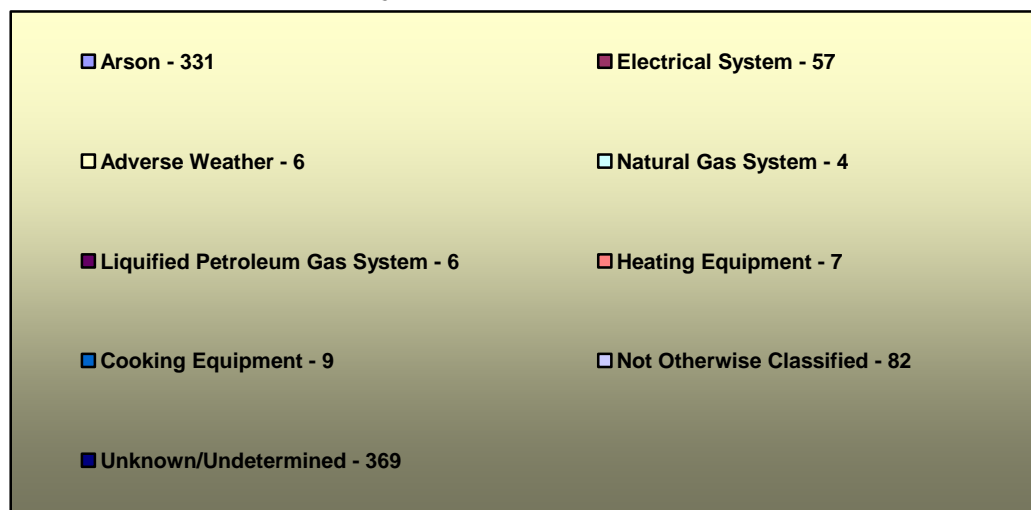 Arson - 331
Electrical System - 57
Adverse Weather - 6
Natural Gas System - 4
Liquified Petroleum Gas System - 6
Heating Equipment - 7
Cooking Equipment - 9
Not Otherwise Classified - 82
Unknown/Undetermined - 369